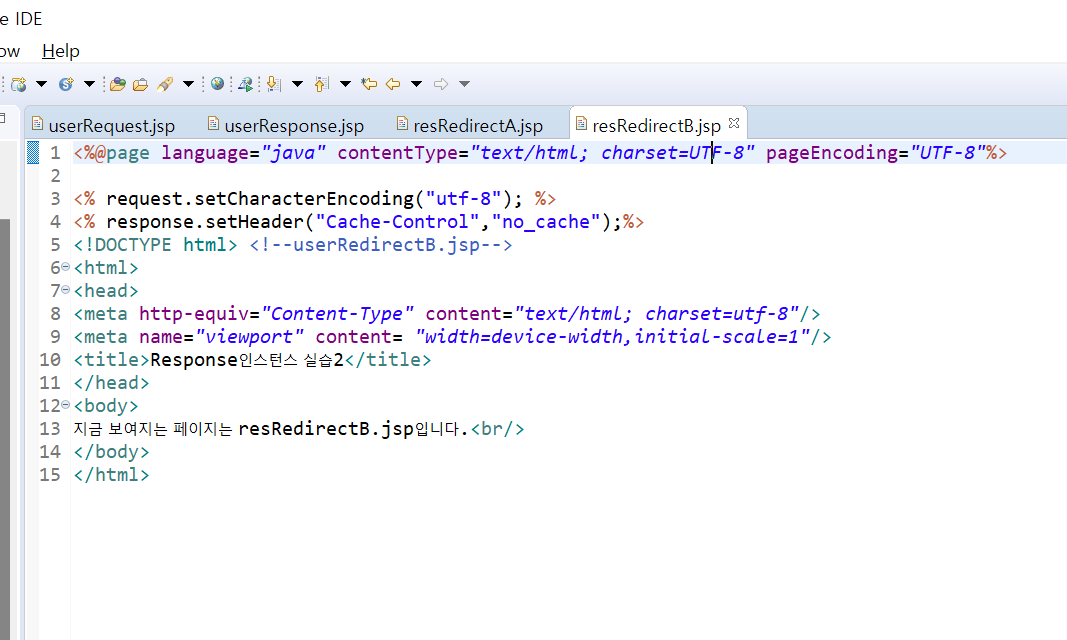 e IDE
ow Help
userRequest.jsp userResponse.jsp resRedirectA.jsp resRedirectB.jsp
1 <%@page language="java" contentType="text/html; charset=UTF-8" pageEncoding="UTF-8"%>
2
3 <% request.setCharacterEncoding("utf-8"); %>
4 <% response.setHeader("Cache-Control","no_cache");%>
5 <!DOCTYPE html> <!--userRedirectB.jsp-->
6 <html>
7 <head>
8 <meta http-equiv="Content-Type" content="text/html; charset=utf-8"/>
9 <meta name="viewport" content= "width=device-width,initial-scale=1"/>
10 <title>Response인스턴스 실습2</title>
11 </head>
12 <body>
13 지금 보여지는 페이지는 resRedirectB.jsp입니다.<br/>
14 </body>
15 </html>